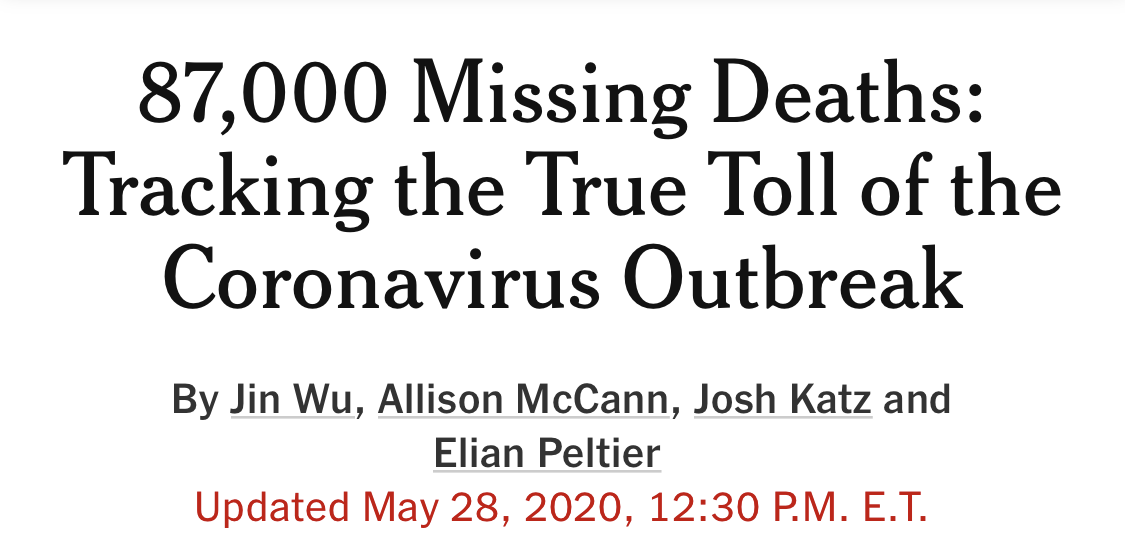 87,000 Missing Deaths:
Tracking the True Toll of the
Coronavirus Outbreak
By Jin Wu, Allison McCann, Josh Katz and
Elian Peltier
Updated May 28, 2020, 12:30 P.M. E.T.